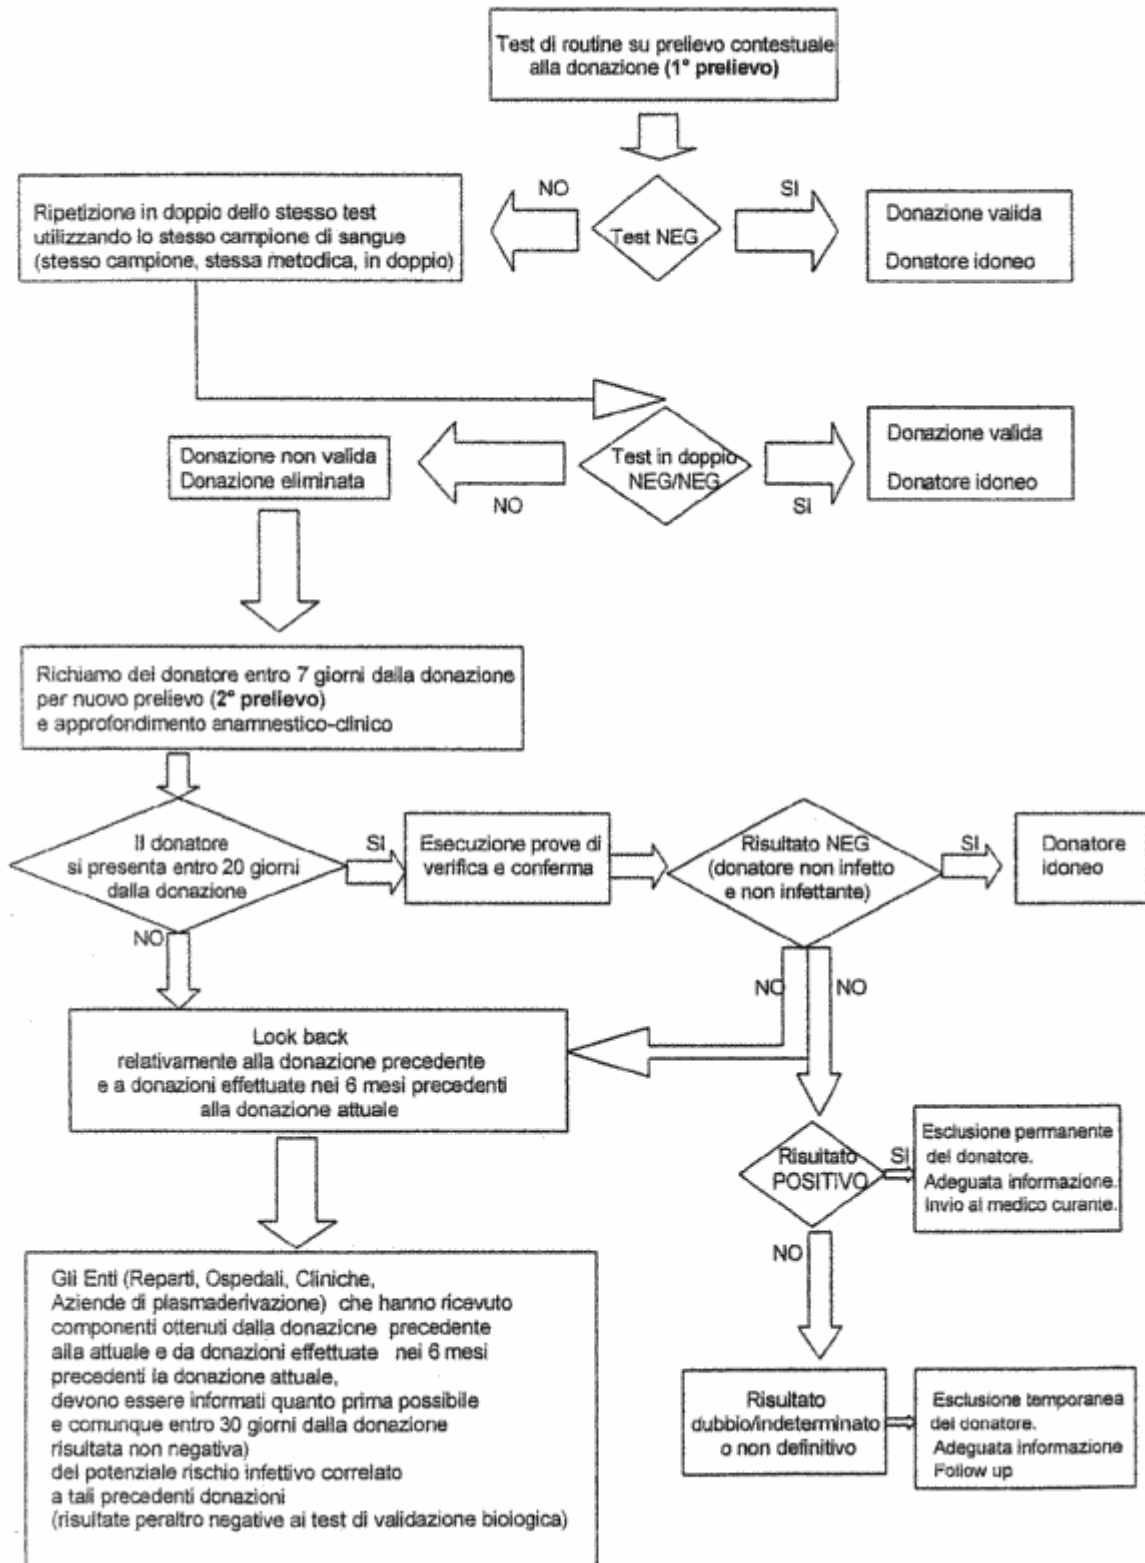 Test di routine su prelievo contestuale
alla donazione (1° prelievo)
NO
SI
Test NEG
Ripetizione in doppio dello stesso test
utilizzando lo stesso campione di sangue
(stesso campione, stessa metodica, in doppio)
Donazione valida
Donatore idoneo
Donazione non valida
Donazione eliminata
NO
Test in doppio
NEG/NEG
SI
Donazione valida
Donatore idoneo
Richiamo del donatore entro 7 giorni dalla donazione
per nuovo prelievo (2° prelievo)
e approfondimento anamnestico-clinico
Il donatore
si presenta entro 20 giorni
dalla donazione
SI
Esecuzione prove di
verifica e conferma
Risultato NEG
(donatore non infetto
e non infettante)
SI
Donatore
idoneo
NO
NO
NO
Look back
relativamente alla donazione precedente
e a donazioni effettuate nei 6 mesi precedenti
alla donazione attuale
Risultato
POSITIVO
SI
Esclusione permanente
del donatore.
Adeguata informazione.
Invio al medico curante.
NO
Gli Enti (Reparti, Ospedali, Cliniche,
Aziende di plasmaderivazione) che hanno ricevuto
componenti ottenuti dalla donazione precedente
alla attuale e da donazioni effettuate nei 6 mesi
precedenti la donazione attuale,
devono essere informati quanto prima possibile
e comunque entro 30 giorni dalla donazione
risultata non negativa)
del potenziale rischio infettivo correlato
a tali precedenti donazioni
(risultate peraltro negative ai test di validazione biologica)
Risultato
dubbio/indeterminato
o non definitivo
Esclusione temporanea
del donatore.
Adeguata informazione
Follow up